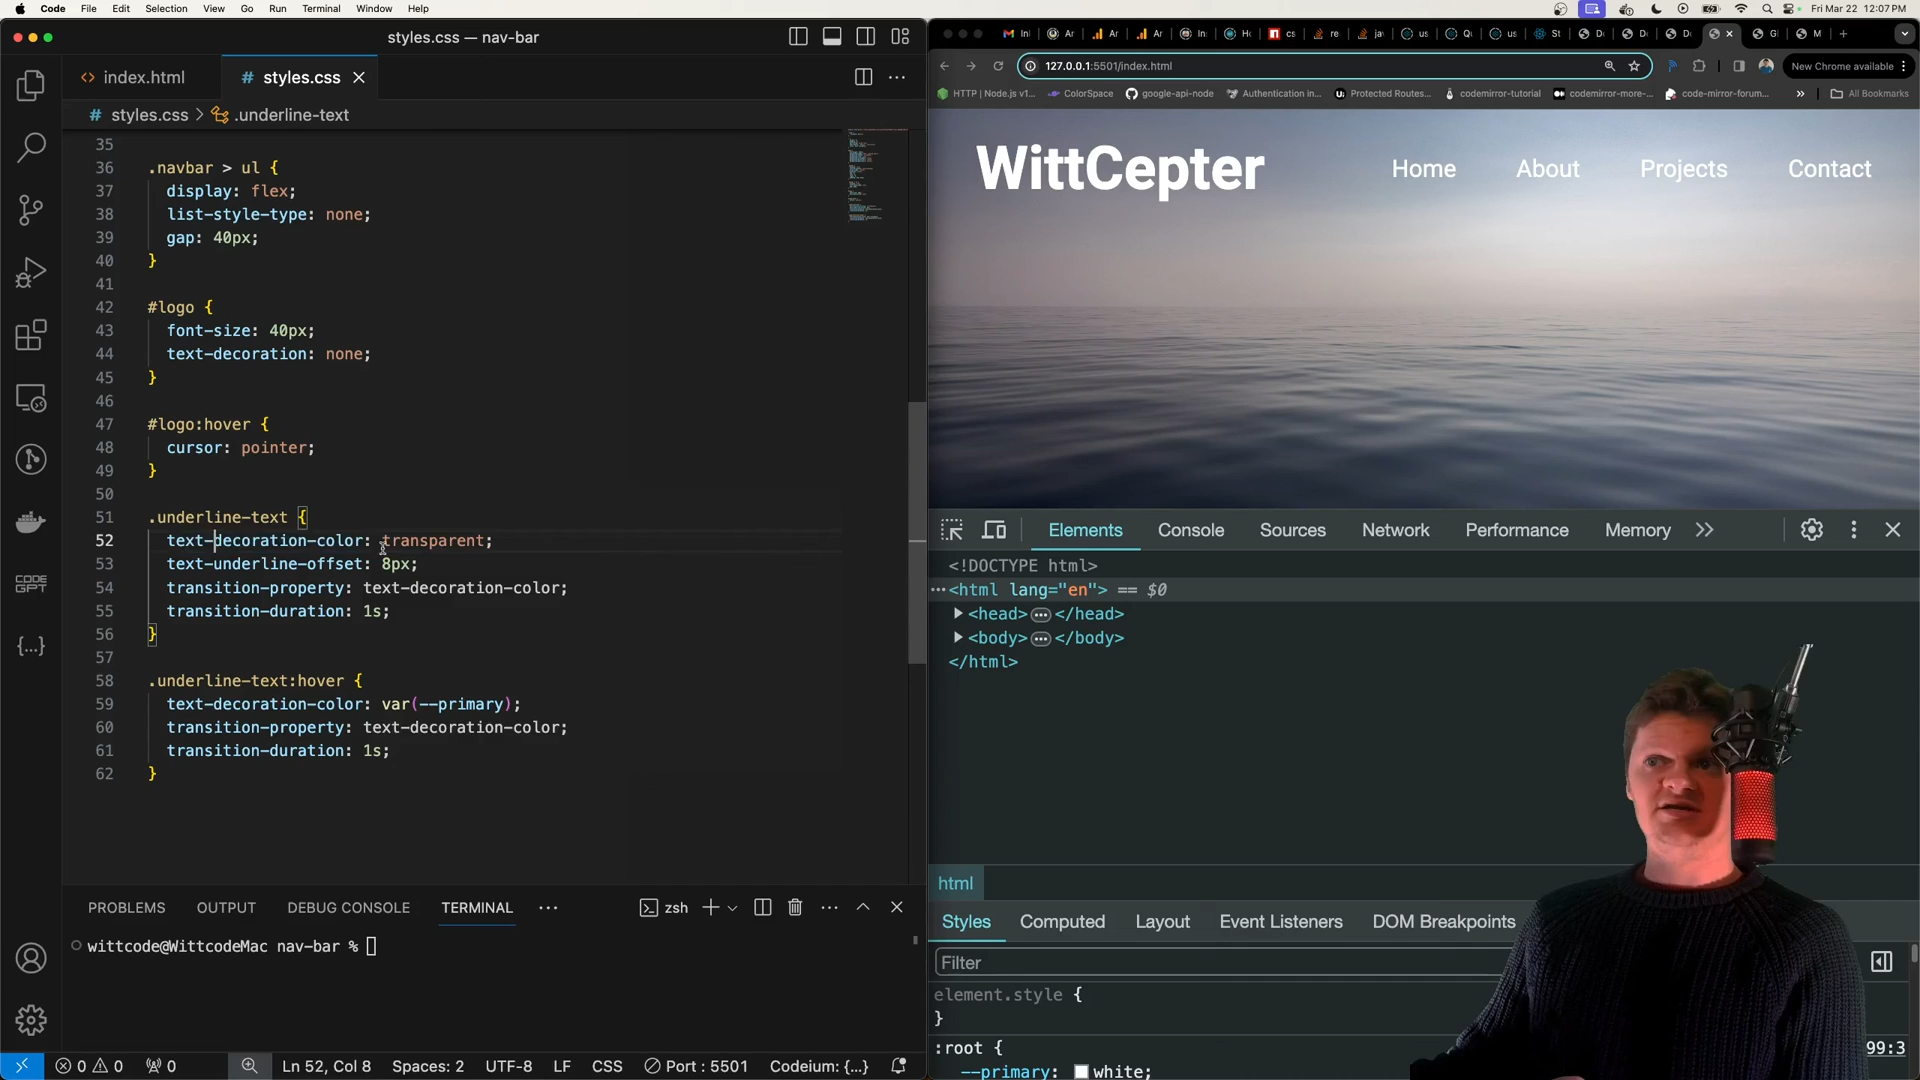 Code File Edit Selection View Go Run Terminal Window Help
Fri Mar 22 12:07 PM
styles.css — nav-bar
index.html
styles.css
styles.css > .underline-text
35
36 .navbar > ul {
37 display: flex;
38 list-style-type: none;
39 gap: 40px;
40 }
41
42 #logo {
43 font-size: 40px;
44 text-decoration: none;
45 }
46
47 #logo:hover {
48 cursor: pointer;
49 }
50
51 .underline-text {
52 text-decoration-color: transparent;
53 text-underline-offset: 8px;
54 transition-property: text-decoration-color;
55 transition-duration: 1s;
56 }
57
58 .underline-text:hover {
59 text-decoration-color: var(--primary);
60 transition-property: text-decoration-color;
61 transition-duration: 1s;
62 }
CODE
GPT
PROBLEMS OUTPUT DEBUG CONSOLE TERMINAL
zsh
wittcode@WittcodeMac nav-bar %
0 0 0 Ln 52, Col 8 Spaces: 2 UTF-8 LF CSS Port : 5501 Codeium: {...}
127.0.0.1:5501/index.html
New Chrome available
HTTP | Node.js v1... ColorSpace google-api-node Authentication in... Protected Routes... codemirror-tutorial codemirror-more-... code-mirror-forum... All Bookmarks
WittCepter Home About Projects Contact
Elements Console Sources Network Performance Memory
<!DOCTYPE html>
<html lang="en"> == $0
<head> </head>
<body> </body>
</html>
html
Styles Computed Layout Event Listeners DOM Breakpoints
Filter
element.style {
}
:root { 99:3
--primary: white;